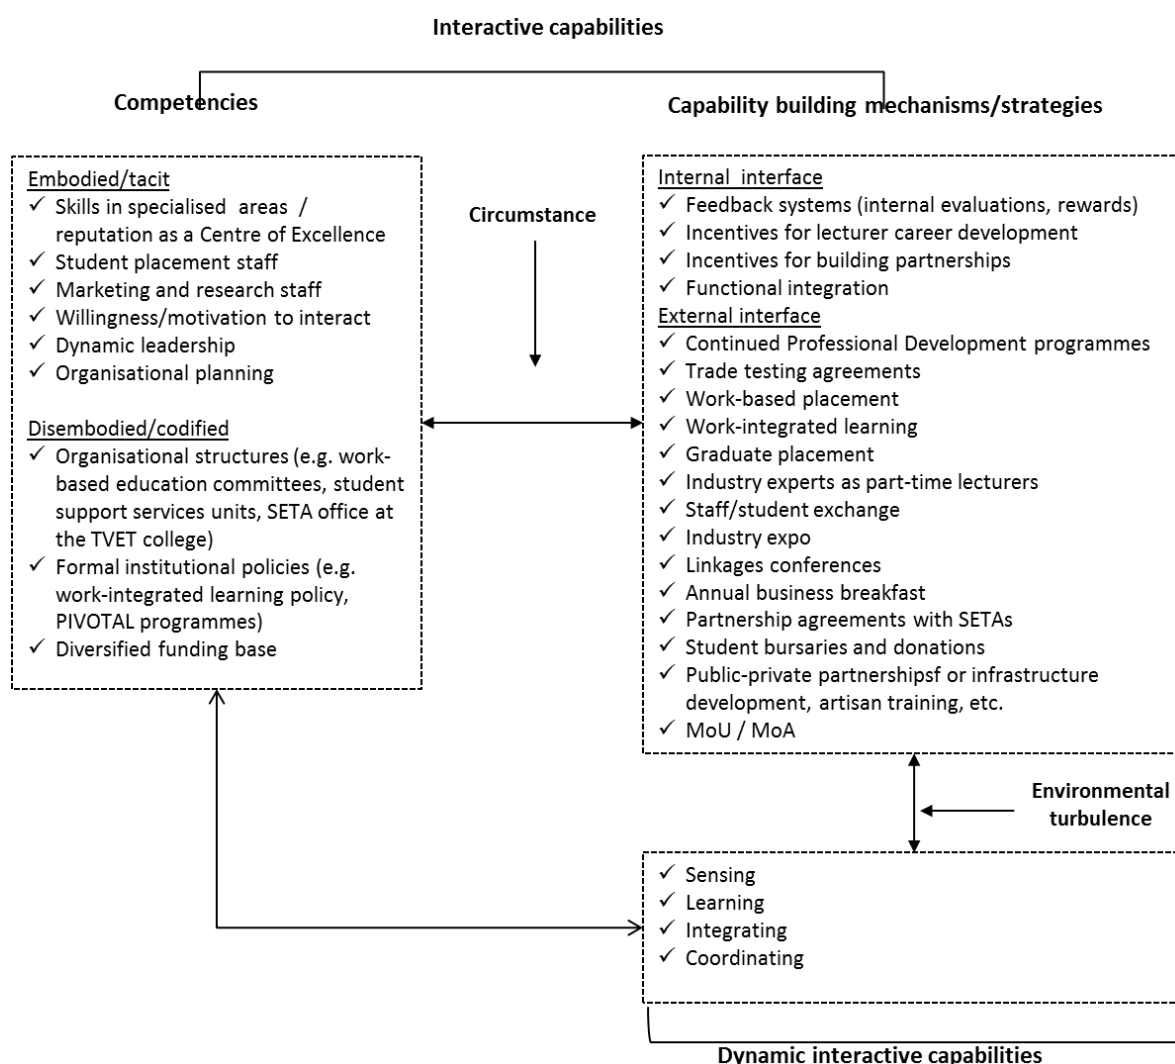 Interactive capabilities
Competencies
Capability building mechanisms/strategies
Embodied/tacit
✓ Skills in specialised areas /
reputation as a Centre of Excellence
✓ Student placement staff
✓ Marketing and research staff
✓ Willingness/motivation to interact
✓ Dynamic leadership
✓ Organisational planning
Disembodied/codified
✓ Organisational structures (e.g. work-
based education committees, student
support services units, SETA office at
the TVET college)
✓ Formal institutional policies (e.g.
work-integrated learning policy,
PIVOTAL programmes)
✓ Diversified funding base
Circumstance
Internal interface
✓ Feedback systems (internal evaluations, rewards)
✓ Incentives for lecturer career development
✓ Incentives for building partnerships
✓ Functional integration
External interface
✓ Continued Professional Development programmes
✓ Trade testing agreements
✓ Work-based placement
✓ Work-integrated learning
✓ Graduate placement
✓ Industry experts as part-time lecturers
✓ Staff/student exchange
✓ Industry expo
✓ Linkages conferences
✓ Annual business breakfast
✓ Partnership agreements with SETAs
✓ Student bursaries and donations
✓ Public-private partnershipsf or infrastructure
development, artisan training, etc.
✓ MoU / MoA
Environmental
turbulence
✓ Sensing
✓ Learning
✓ Integrating
✓ Coordinating
Dynamic interactive capabilities